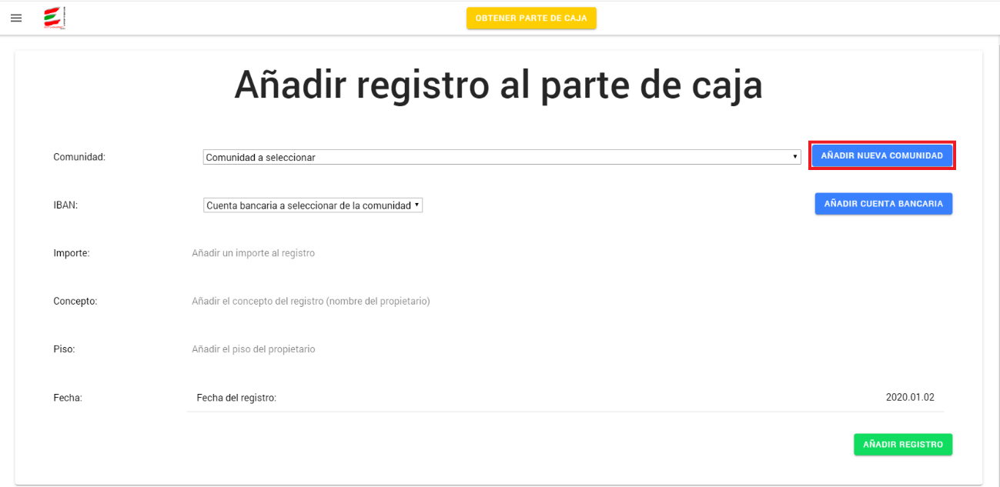 OBTENER PARTE DE CAJA
Añadir registro al parte de caja
Comunidad: Comunidad a seleccionar AÑADIR NUEVA COMUNIDAD
IBAN: Cuenta bancaria a seleccionar de la comunidad AÑADIR CUENTA BANCARIA
Importe: Añadir un importe al registro
Concepto: Añadir el concepto del registro (nombre del propietario)
Piso: Añadir el piso del propietario
Fecha: Fecha del registro: 2020.01.02
AÑADIR REGISTRO